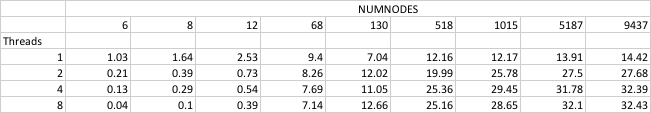 NUMNODES
6 8 12 68 130 518 1015 5187 9437
Threads
1 1.03 1.64 2.53 9.4 7.04 12.16 12.17 13.91 14.42
2 0.21 0.39 0.73 8.26 12.02 19.99 25.78 27.5 27.68
4 0.13 0.29 0.54 7.69 11.05 25.36 29.45 31.78 32.39
8 0.04 0.1 0.39 7.14 12.66 25.16 28.65 32.1 32.43